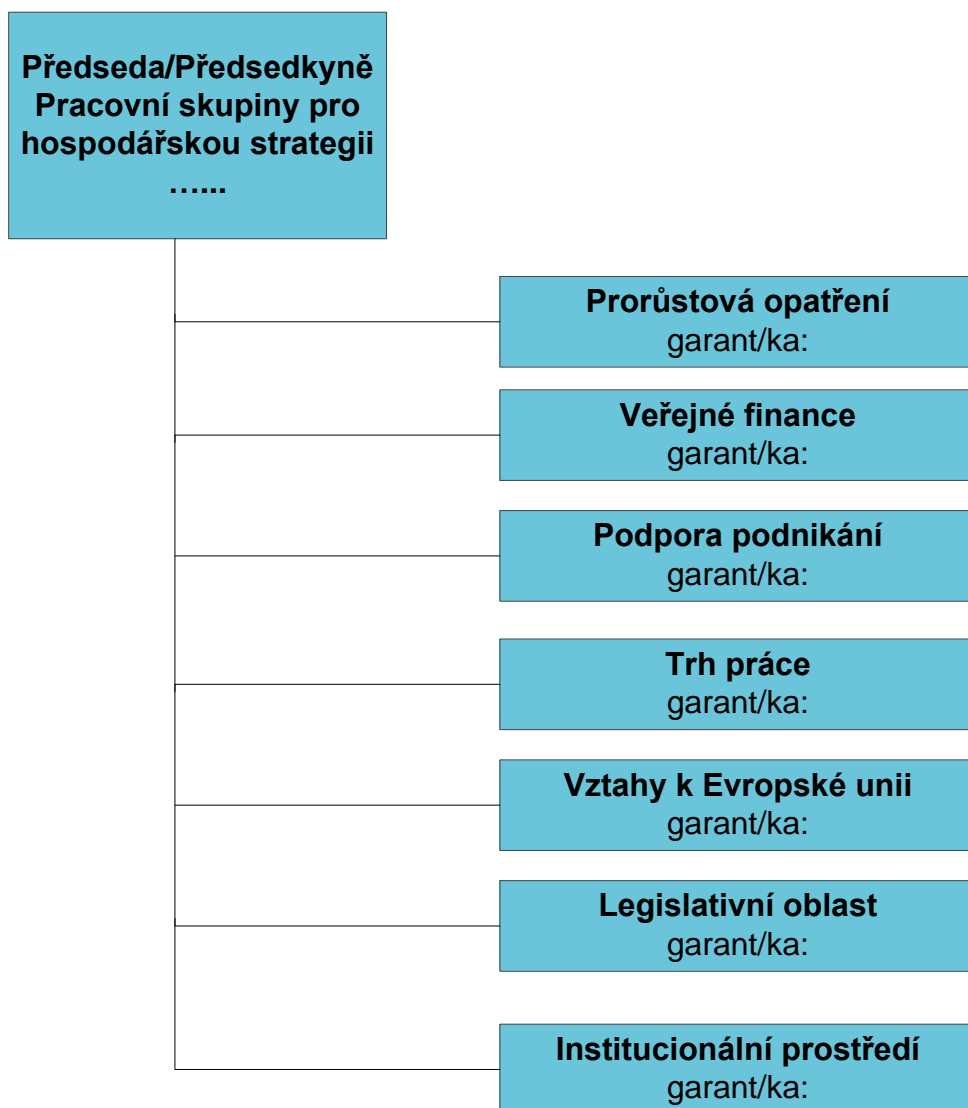 Předseda/Předsedkyně
Pracovní skupiny pro
hospodářskou strategii
…...
Prorůstová opatření
garant/ka:
Veřejné finance
garant/ka:
Podpora podnikání
garant/ka:
Trh práce
garant/ka:
Vztahy k Evropské unii
garant/ka:
Legislativní oblast
garant/ka:
Institucionální prostředí
garant/ka: